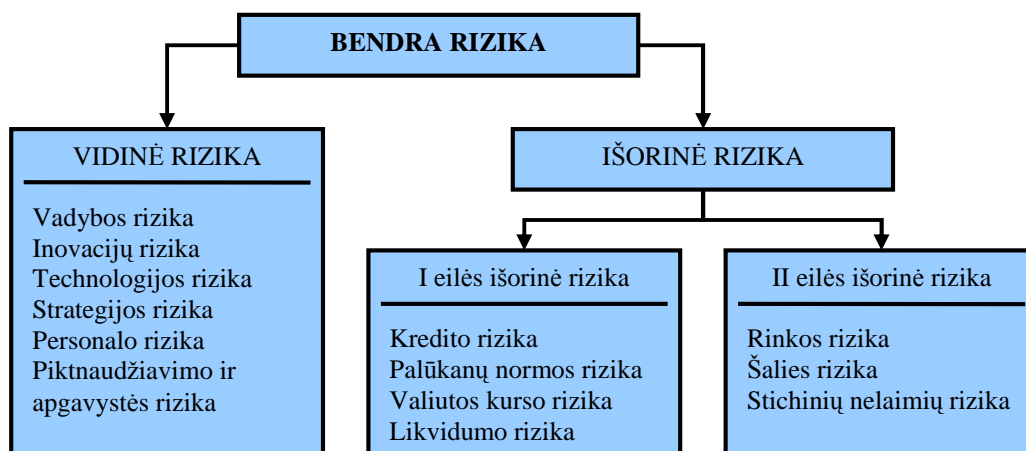 BENDRA RIZIKA
VIDINĖ RIZIKA
Vadybos rizika
Inovacijų rizika
Technologijos rizika
Strategijos rizika
Personalo rizika
Piktnaudžiavimo ir
apgavystės rizika
IŠORINĖ RIZIKA
I eilės išorinė rizika
Kredito rizika
Palūkanų normos rizika
Valiutos kurso rizika
Likvidumo rizika
II eilės išorinė rizika
Rinkos rizika
Šalies rizika
Stichinių nelaimių rizika